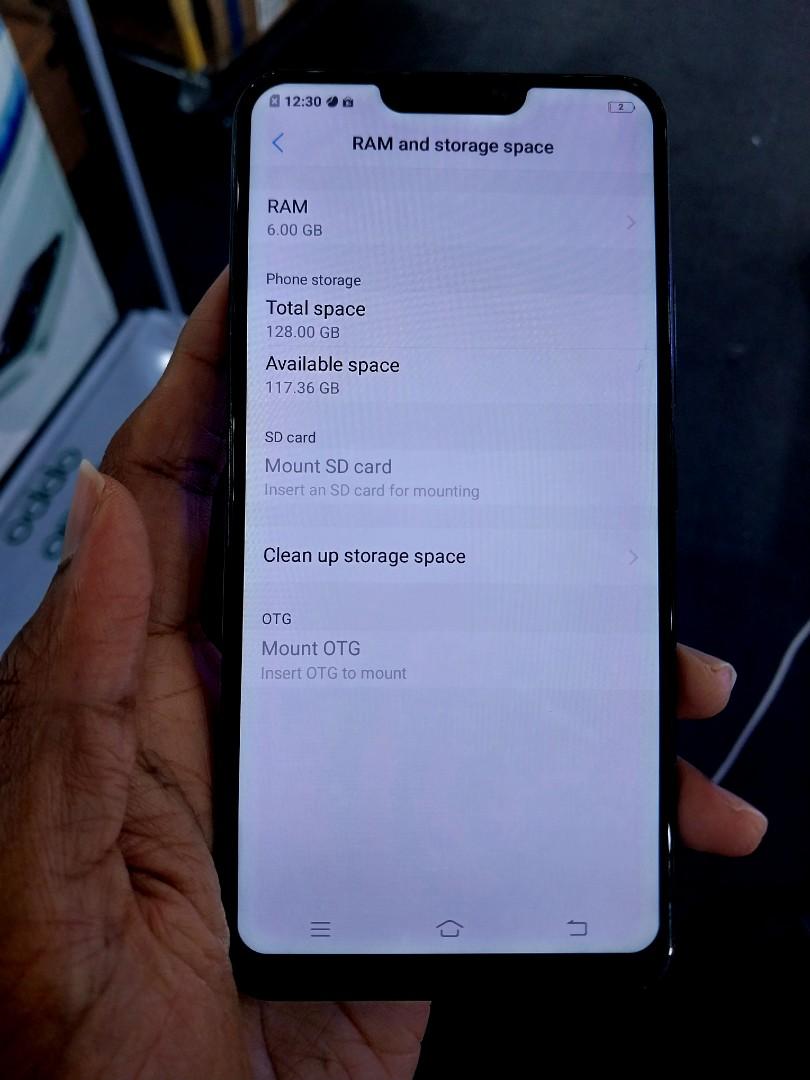 12:30
2
RAM and storage space
RAM
6.00 GB
Phone storage
Total space
128.00 GB
Available space
117.36 GB
SD card
Mount SD card
Insert an SD card for mounting
Clean up storage space
OTG
Mount OTG
Insert OTG to mount
oppo